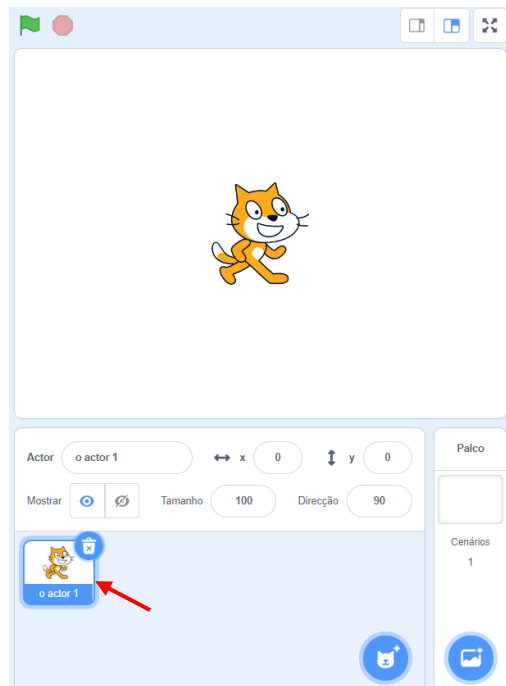 Actor o actor 1 x 0 y 0
Mostrar Tamanho 100 Direcção 90
o actor 1
Palco
Cenários
1